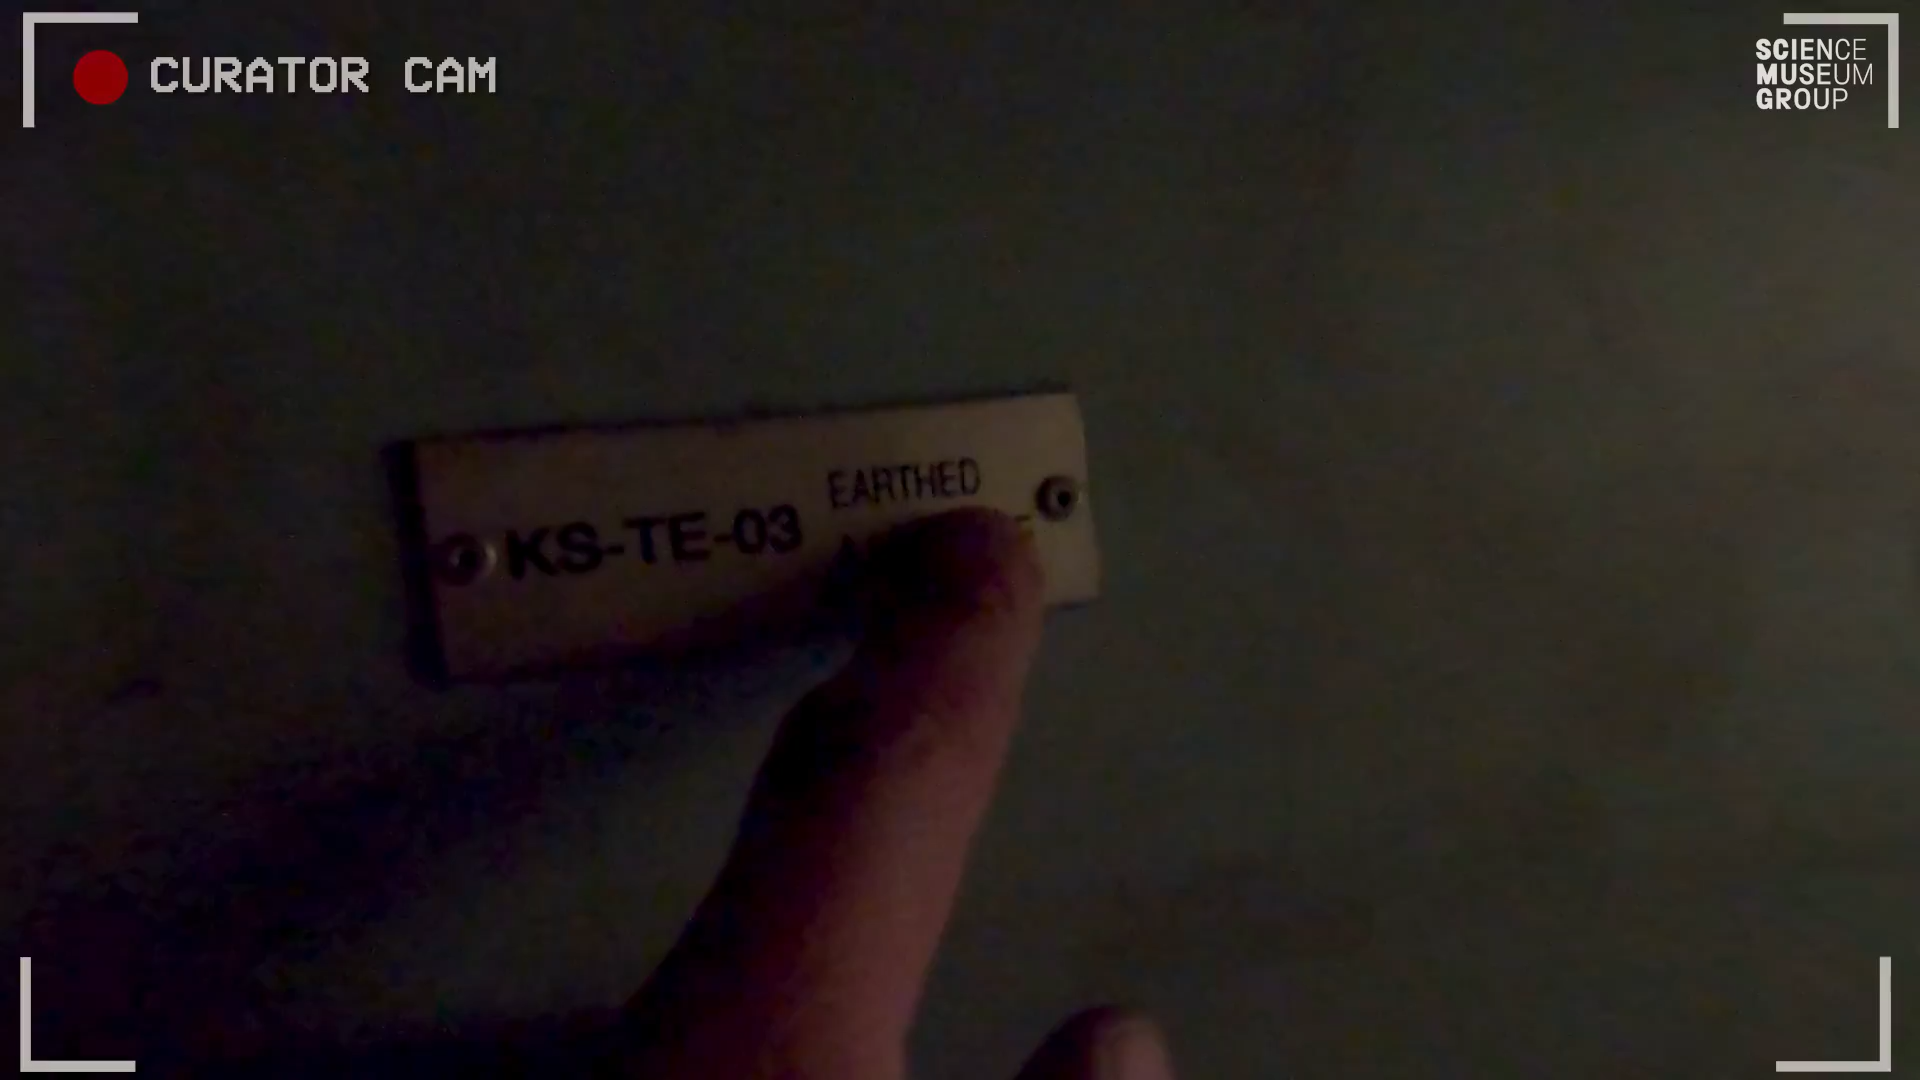 CURATOR CAM
SCIENCE
MUSEUM
GROUP
KS-TE-03
EARTHED